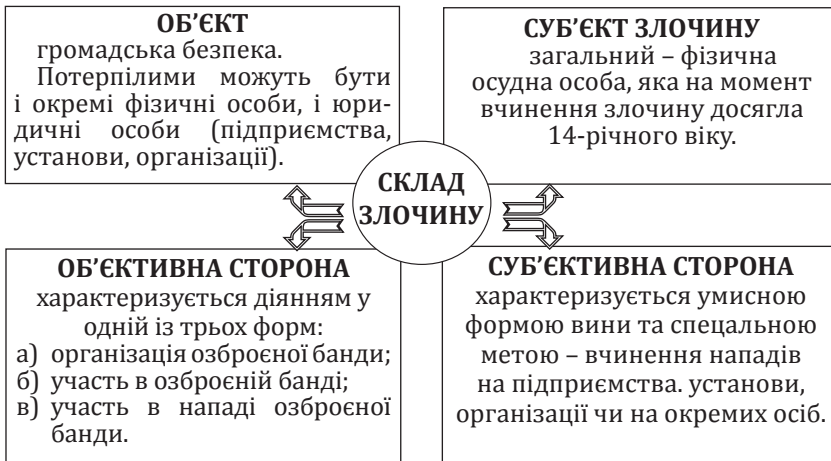 ОБ’ЄКТ
громадська безпека.
Потерпілими можуть бути
і окремі фізичні особи, і юри-
дичні особи (підприємства,
установи, організації).
СУБ’ЄКТ ЗЛОЧИНУ
загальний – фізична
осудна особа, яка на момент
вчинення злочину досягла
14-річного віку.
СКЛАД
ЗЛОЧИНУ
ОБ’ЄКТИВНА СТОРОНА
характеризується діянням у
одній із трьох форм:
а) організація озброєної банди;
б) участь в озброєній банді;
в) участь в нападі озброєної
банди.
СУБ’ЄКТИВНА СТОРОНА
характеризується умисною
формою вини та спецальною
метою – вчинення нападів
на підприємства. установи,
організації чи на окремих осіб.